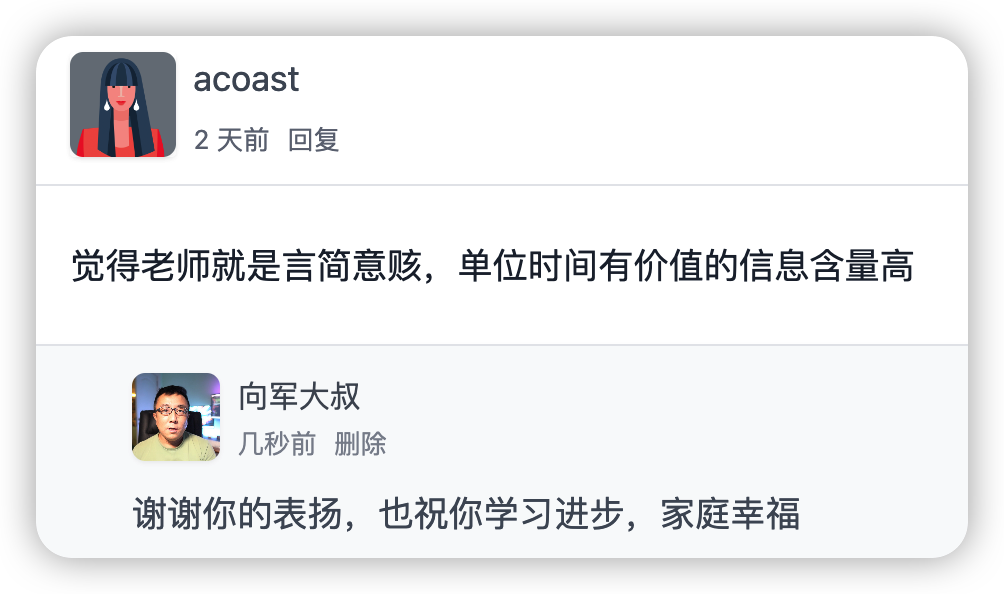 acoast
2 天前 回复
觉得老师就是言简意赅，单位时间有价值的信息含量高
向军大叔
几秒前 删除
谢谢你的表扬，也祝你学习进步，家庭幸福